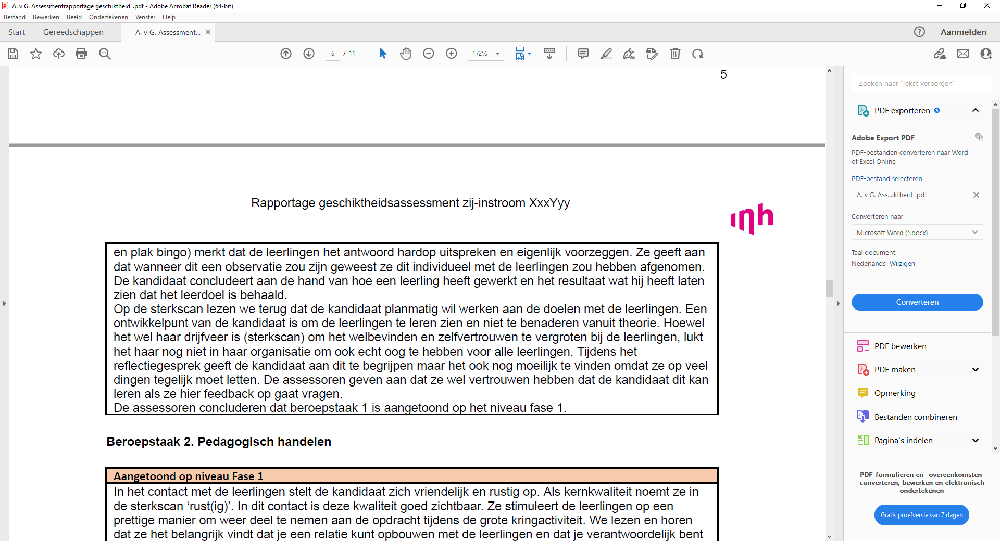 A. v G. Assessmentrapportage geschiktheid_.pdf - Adobe Acrobat Reader (64-bit)
Bestand Bewerken Beeld Ondertekenen Venster Help
Start Gereedschappen A. v G. Assessment... × ? Aanmelden
6 / 11 172%
5
Rapportage geschiktheidsassessment zij-instroom XxxYyy
inh
en plak bingo) merkt dat de leerlingen het antwoord hardop uitspreken en eigenlijk voorzeggen. Ze geeft aan
dat wanneer dit een observatie zou zijn geweest ze dit individueel met de leerlingen zou hebben afgenomen.
De kandidaat concludeert aan de hand van hoe een leerling heeft gewerkt en het resultaat wat hij heeft laten
zien dat het leerdoel is behaald.
Op de sterkscan lezen we terug dat de kandidaat planmatig wil werken aan de doelen met de leerlingen. Een
ontwikkelpunt van de kandidaat is om de leerlingen te leren zien en niet te benaderen vanuit theorie. Hoewel
het wel haar drijfveer is (sterkscan) om het welbevinden en zelfvertrouwen te vergroten bij de leerlingen, lukt
het haar nog niet in haar organisatie om ook echt oog te hebben voor alle leerlingen. Tijdens het
reflectiegesprek geeft de kandidaat aan dit te begrijpen maar het ook nog moeilijk te vinden omdat ze op veel
dingen tegelijk moet letten. De assessoren geven aan dat ze wel vertrouwen hebben dat de kandidaat dit kan
leren als ze hier feedback op gaat vragen.
De assessoren concluderen dat beroepstaak 1 is aangetoond op het niveau fase 1.
Beroepstaak 2. Pedagogisch handelen
Aangetoond op niveau Fase 1
In het contact met de leerlingen stelt de kandidaat zich vriendelijk en rustig op. Als kernkwaliteit noemt ze in
de sterkscan ‘rust(ig)’. In dit contact is deze kwaliteit goed zichtbaar. Ze stimuleert de leerlingen op een
prettige manier om weer deel te nemen aan de opdracht tijdens de grote kringactiviteit. We lezen en horen
dat ze het belangrijk vindt dat je een relatie kunt opbouwen met de leerlingen en dat je verantwoordelijk bent
Zoeken naar 'Tekst verbergen'
PDF exporteren
Adobe Export PDF
PDF-bestanden converteren naar Word
of Excel Online
PDF-bestand selecteren
A. v G. Ass...iktheid_.pdf
Converteren naar
Microsoft Word (*.docx)
Taal document:
Nederlands Wijzigen
Converteren
PDF bewerken
PDF maken
Opmerking
Bestanden combineren
Pagina's indelen
PDF-formulieren en -overeenkomsten
converteren, bewerken en elektronisch
ondertekenen
Gratis proefversie van 7 dagen